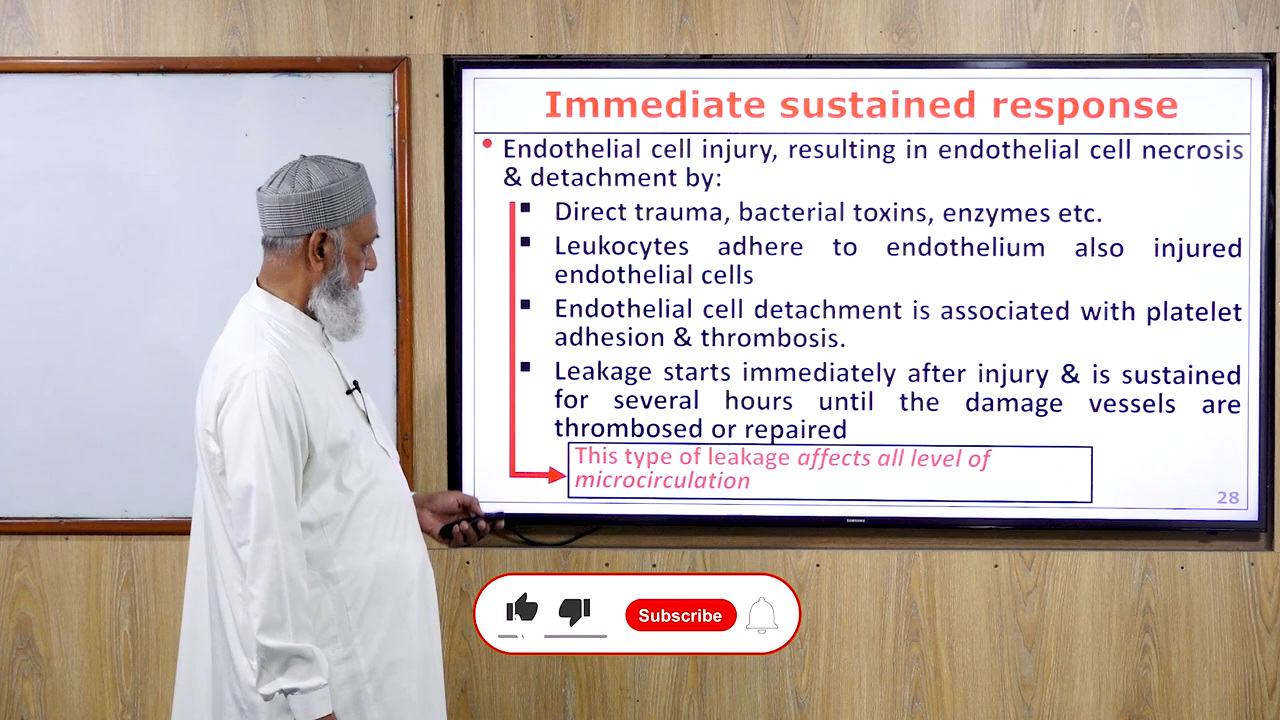 Immediate sustained response
• Endothelial cell injury, resulting in endothelial cell necrosis
& detachment by:
▪ Direct trauma, bacterial toxins, enzymes etc.
▪ Leukocytes adhere to endothelium also injured
endothelial cells
▪ Endothelial cell detachment is associated with platelet
adhesion & thrombosis.
▪ Leakage starts immediately after injury & is sustained
for several hours until the damage vessels are
thrombosed or repaired
This type of leakage affects all level of
microcirculation
28
SAMSUNG
Subscribe